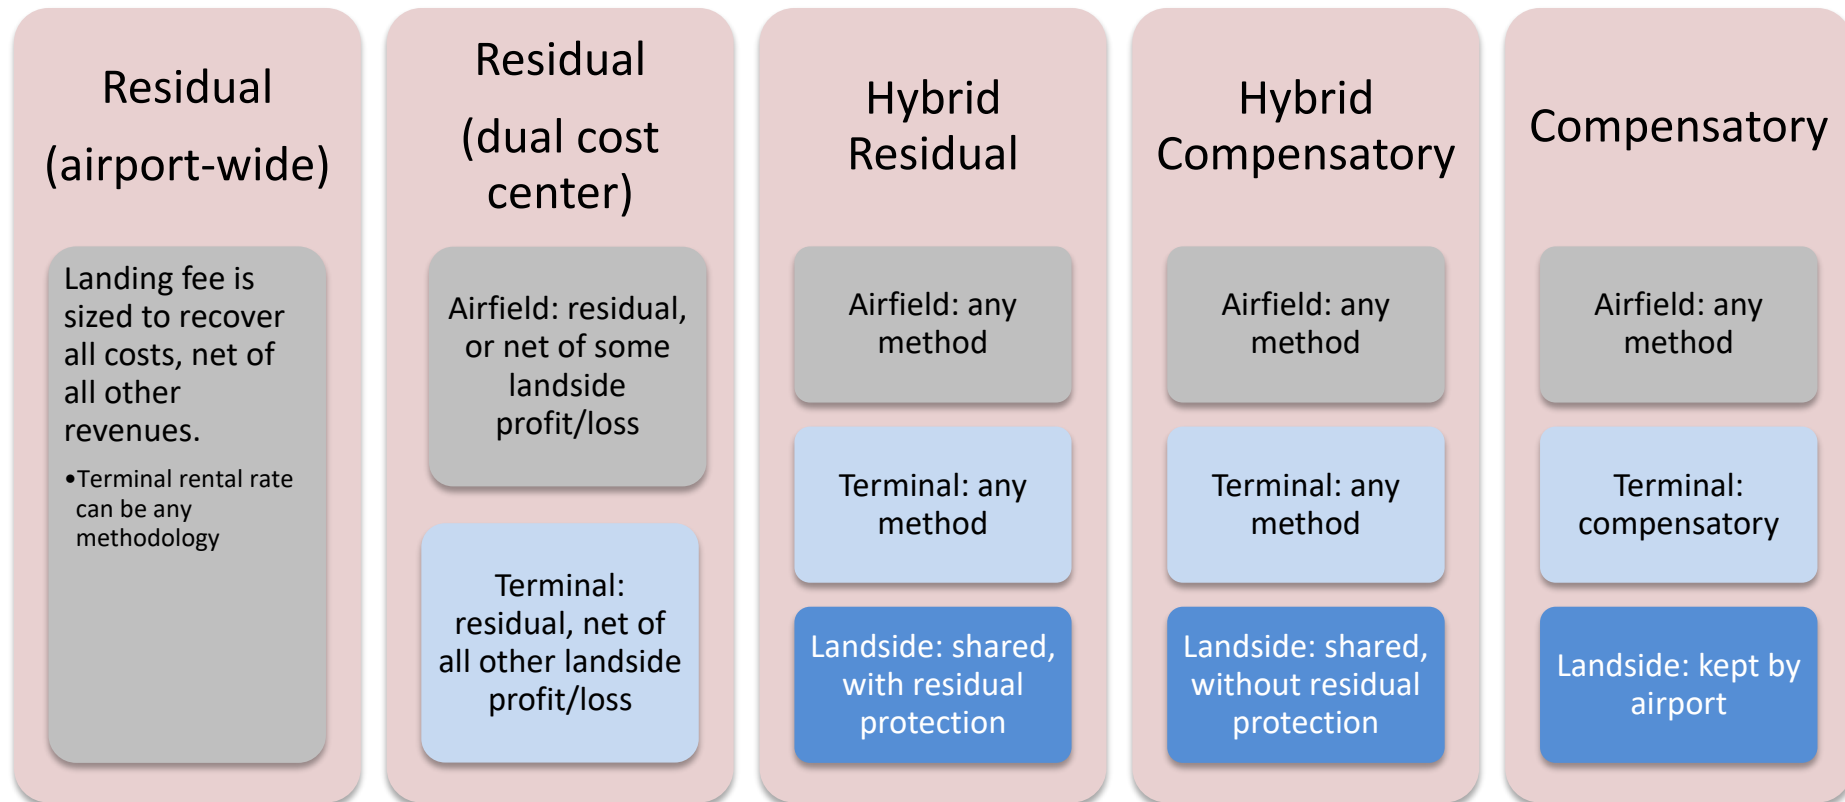 Residual
(airport-wide)
Landing fee is
sized to recover
all costs, net of
all other
revenues.
•Terminal rental rate
can be any
methodology
Residual
(dual cost
center)
Airfield: residual,
or net of some
landside
profit/loss
Terminal:
residual, net of
all other landside
profit/loss
Hybrid
Residual
Airfield: any
method
Terminal: any
method
Landside: shared,
with residual
protection
Hybrid
Compensatory
Airfield: any
method
Terminal: any
method
Landside: shared,
without residual
protection
Compensatory
Airfield: any
method
Terminal:
compensatory
Landside: kept by
airport